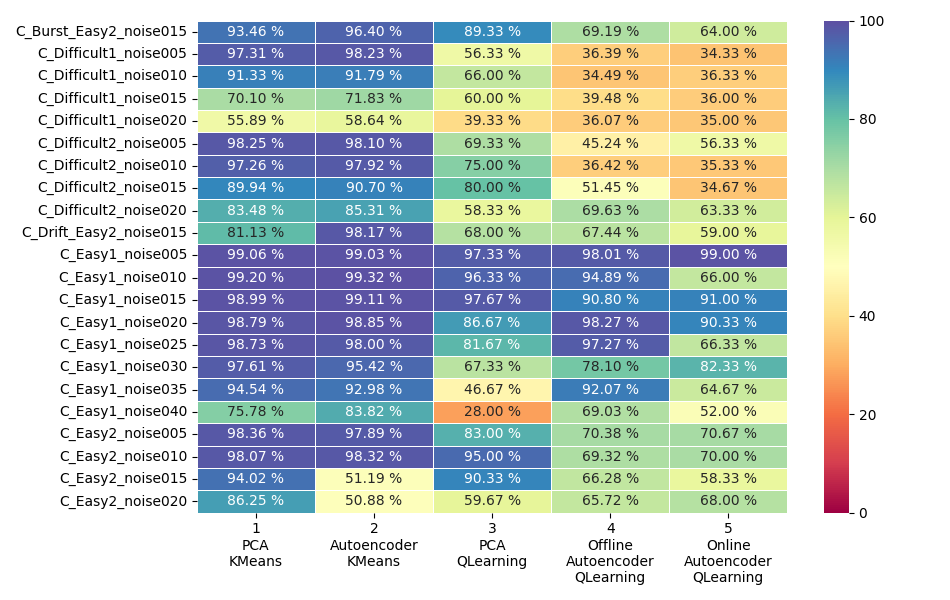 C_Burst_Easy2_noise015 93.46 % 96.40 % 89.33 % 69.19 % 64.00 %
C_Difficult1_noise005 97.31 % 98.23 % 56.33 % 36.39 % 34.33 %
C_Difficult1_noise010 91.33 % 91.79 % 66.00 % 34.49 % 36.33 %
C_Difficult1_noise015 70.10 % 71.83 % 60.00 % 39.48 % 36.00 %
C_Difficult1_noise020 55.89 % 58.64 % 39.33 % 36.07 % 35.00 %
C_Difficult2_noise005 98.25 % 98.10 % 69.33 % 45.24 % 56.33 %
C_Difficult2_noise010 97.26 % 97.92 % 75.00 % 36.42 % 35.33 %
C_Difficult2_noise015 89.94 % 90.70 % 80.00 % 51.45 % 34.67 %
C_Difficult2_noise020 83.48 % 85.31 % 58.33 % 69.63 % 63.33 %
C_Drift_Easy2_noise015 81.13 % 98.17 % 68.00 % 67.44 % 59.00 %
C_Easy1_noise005 99.06 % 99.03 % 97.33 % 98.01 % 99.00 %
C_Easy1_noise010 99.20 % 99.32 % 96.33 % 94.89 % 66.00 %
C_Easy1_noise015 98.99 % 99.11 % 97.67 % 90.80 % 91.00 %
C_Easy1_noise020 98.79 % 98.85 % 86.67 % 98.27 % 90.33 %
C_Easy1_noise025 98.73 % 98.00 % 81.67 % 97.27 % 66.33 %
C_Easy1_noise030 97.61 % 95.42 % 67.33 % 78.10 % 82.33 %
C_Easy1_noise035 94.54 % 92.98 % 46.67 % 92.07 % 64.67 %
C_Easy1_noise040 75.78 % 83.82 % 28.00 % 69.03 % 52.00 %
C_Easy2_noise005 98.36 % 97.89 % 83.00 % 70.38 % 70.67 %
C_Easy2_noise010 98.07 % 98.32 % 95.00 % 69.32 % 70.00 %
C_Easy2_noise015 94.02 % 51.19 % 90.33 % 66.28 % 58.33 %
C_Easy2_noise020 86.25 % 50.88 % 59.67 % 65.72 % 68.00 %
1 2 3 4 5
PCA Autoencoder PCA Offline Online
KMeans KMeans QLearning Autoencoder Autoencoder
QLearning QLearning
100
80
60
40
20
0